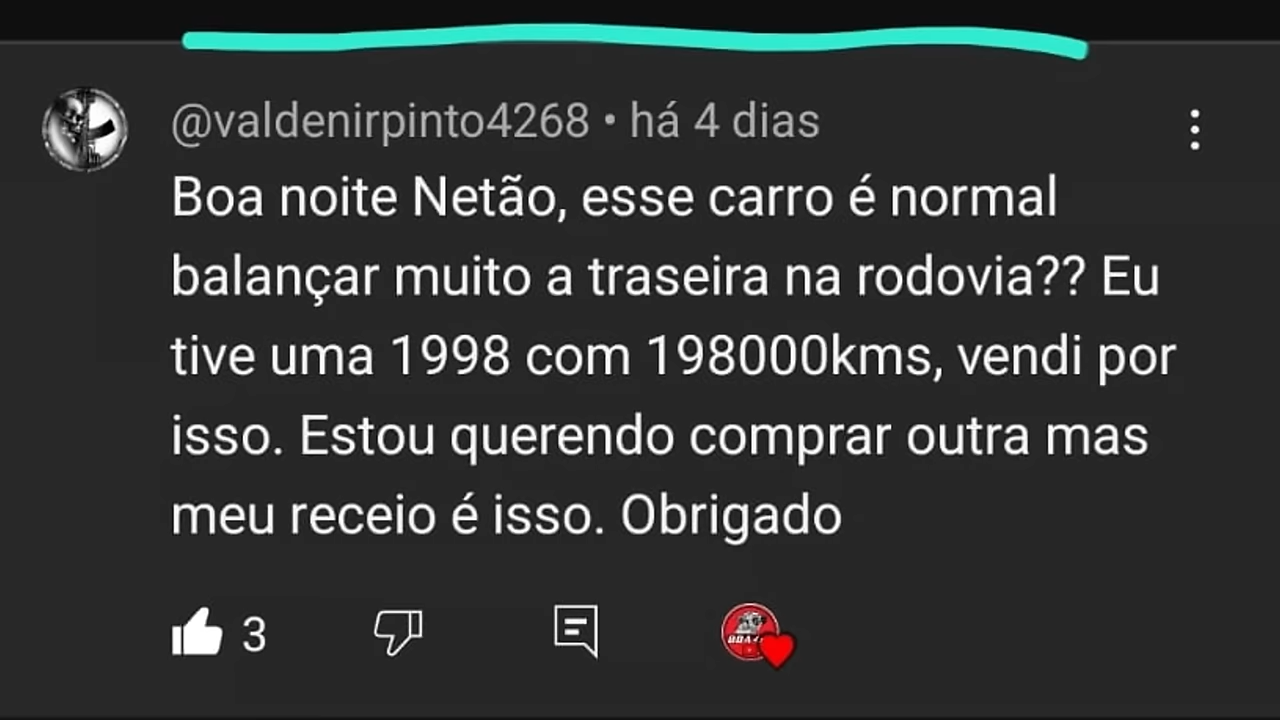 @valdenirpinto4268 • há 4 dias
Boa noite Netão, esse carro é normal
balançar muito a traseira na rodovia?? Eu
tive uma 1998 com 198000kms, vendi por
isso. Estou querendo comprar outra mas
meu receio é isso. Obrigado
3